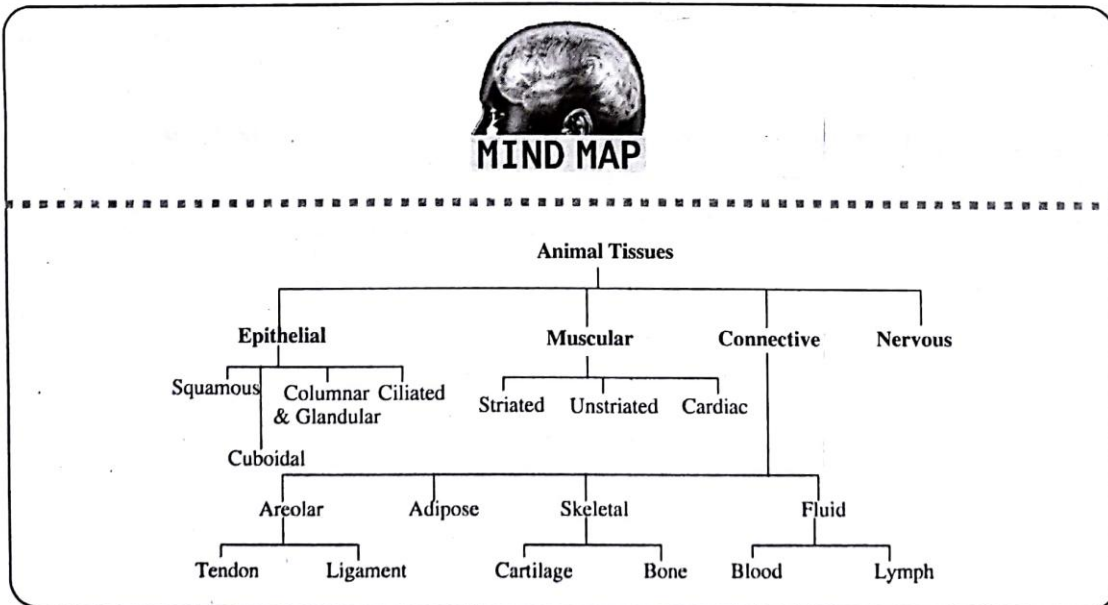 MIND MAP
Animal Tissues
Epithelial Muscular Connective Nervous
Squamous Columnar Ciliated
& Glandular
Striated Unstriated Cardiac
Cuboidal
Areolar Adipose Skeletal Fluid
Tendon Ligament Cartilage Bone Blood Lymph